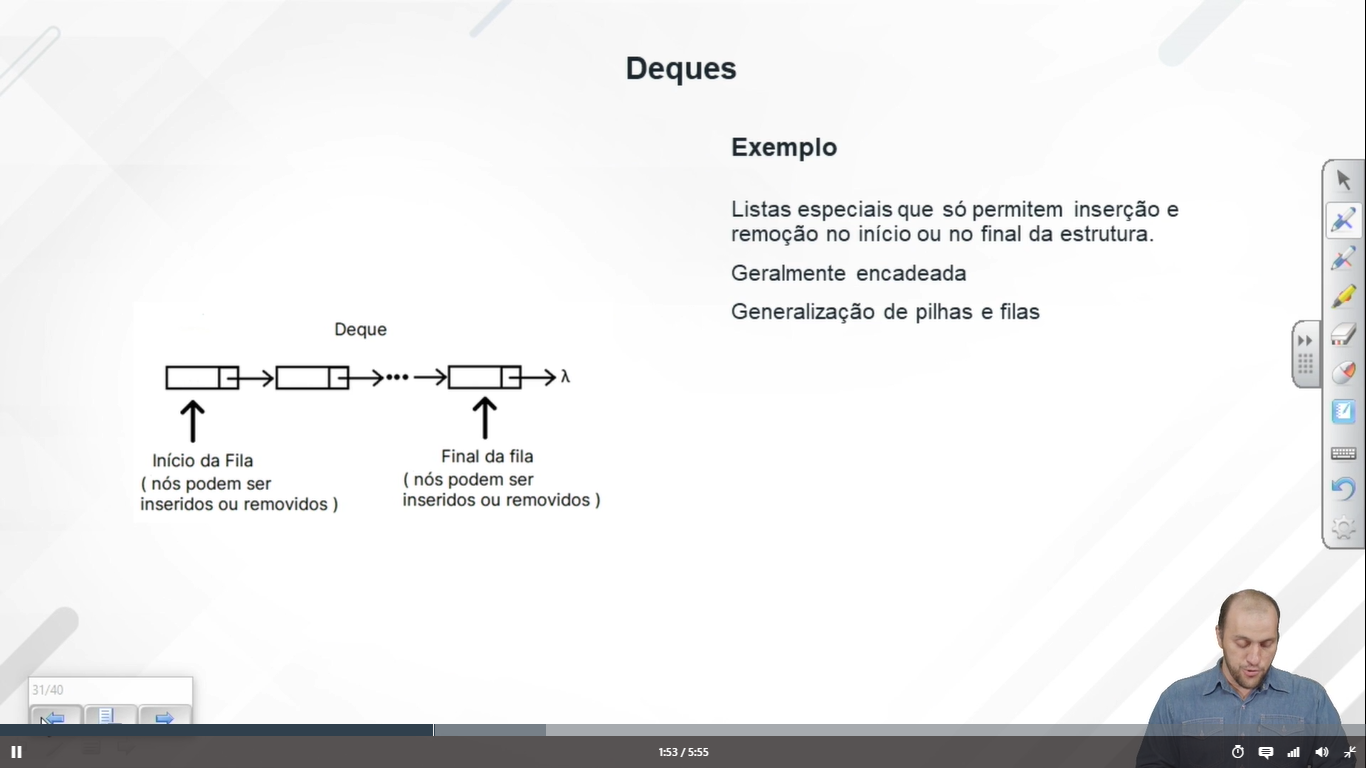 Deques
Exemplo
Listas especiais que só permitem inserção e
remoção no início ou no final da estrutura.
Geralmente encadeada
Generalização de pilhas e filas
Deque
λ
Início da Fila
( nós podem ser
inseridos ou removidos )
Final da fila
( nós podem ser
inseridos ou removidos )
31/40
1:53 / 5:55